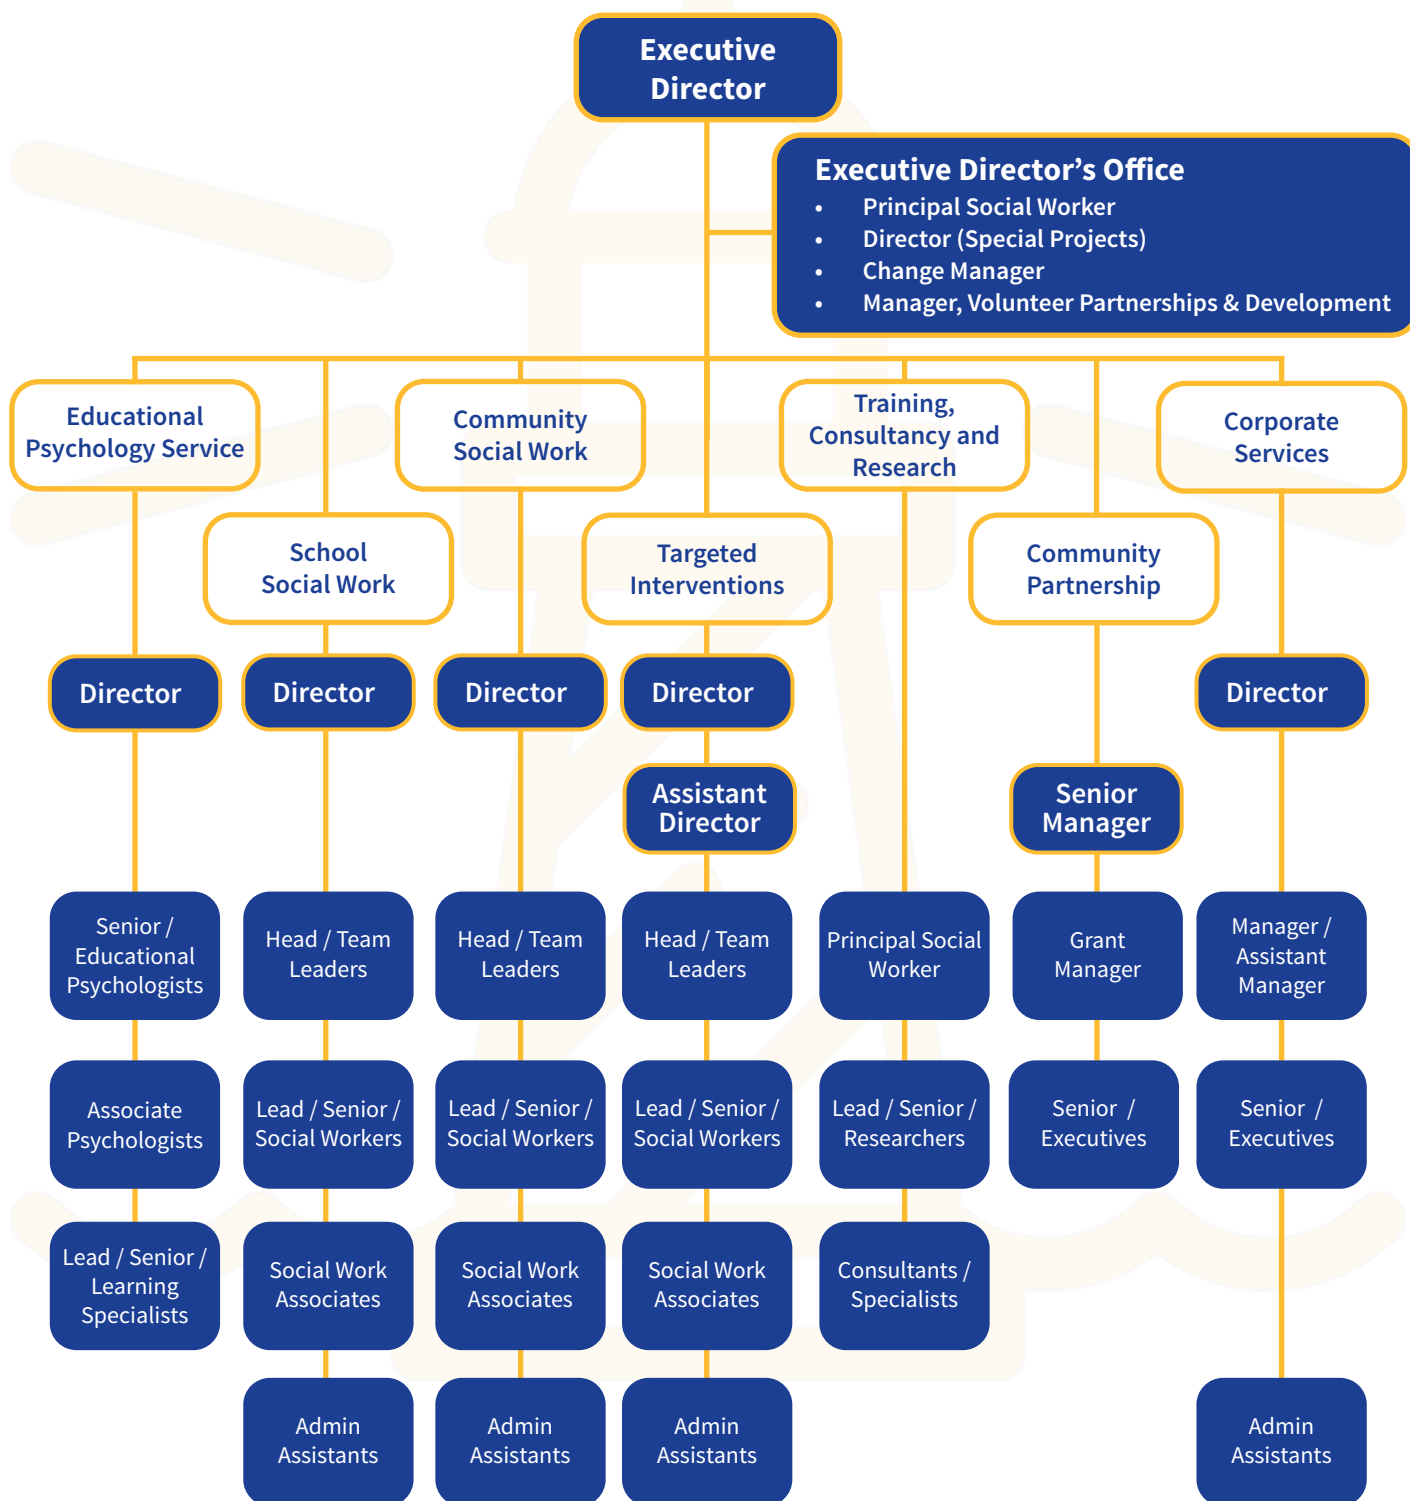 Executive
Director
Executive Director’s Office
• Principal Social Worker
• Director (Special Projects)
• Change Manager
• Manager, Volunteer Partnerships & Development
Educational
Psychology Service
Community
Social Work
Training,
Consultancy and
Research
Corporate
Services
School
Social Work
Targeted
Interventions
Community
Partnership
Director
Director
Director
Director
Director
Assistant
Director
Senior
Manager
Senior /
Educational
Psychologists
Head / Team
Leaders
Head / Team
Leaders
Head / Team
Leaders
Principal Social
Worker
Grant
Manager
Manager /
Assistant
Manager
Associate
Psychologists
Lead / Senior /
Social Workers
Lead / Senior /
Social Workers
Lead / Senior /
Social Workers
Lead / Senior /
Researchers
Senior /
Executives
Senior /
Executives
Lead / Senior /
Learning
Specialists
Social Work
Associates
Social Work
Associates
Social Work
Associates
Consultants /
Specialists
Admin
Assistants
Admin
Assistants
Admin
Assistants
Admin
Assistants